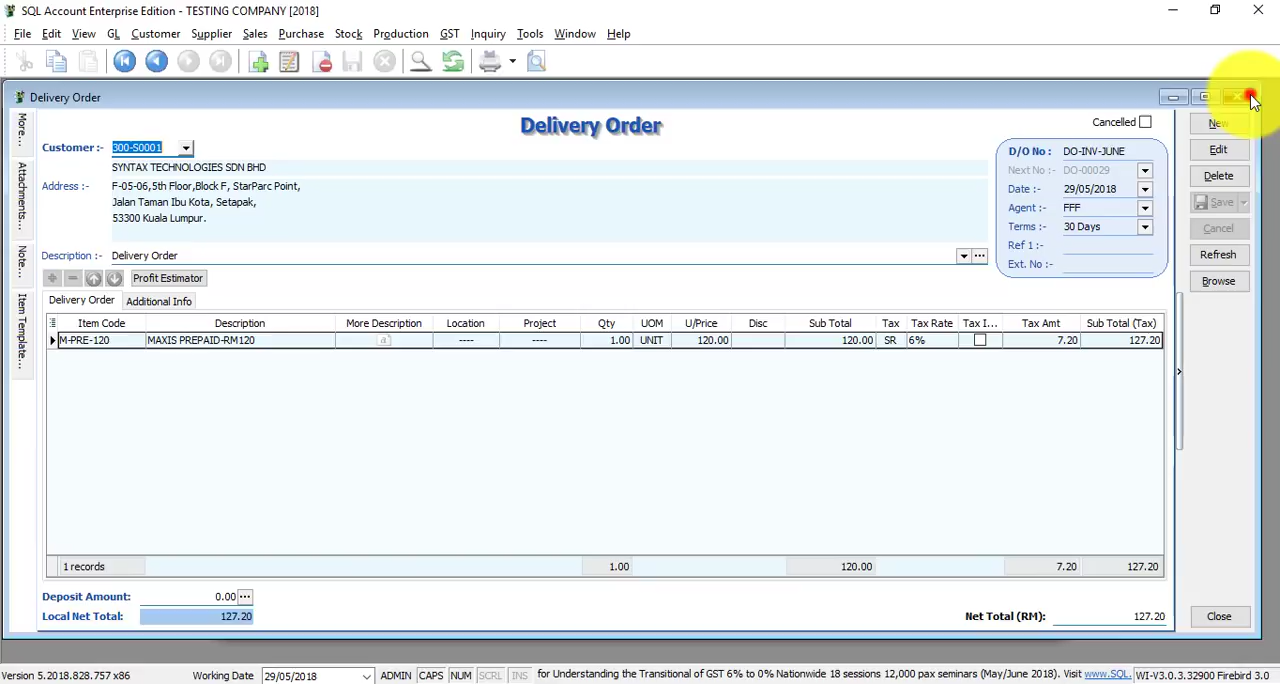 SQL Account Enterprise Edition - TESTING COMPANY [2018]
File Edit View GL Customer Supplier Sales Purchase Stock Production GST Inquiry Tools Window Help
Delivery Order
Delivery Order
Cancelled
More...
Attachments...
Note...
Item Template...
Customer :- 300-S0001
SYNTAX TECHNOLOGIES SDN BHD
Address :- F-05-06,5th Floor,Block F, StarParc Point,
Jalan Taman Ibu Kota, Setapak,
53300 Kuala Lumpur.
Description :- Delivery Order
D/O No : DO-INV-JUNE
Next No :- DO-00029
Date :- 29/05/2018
Agent :- FFF
Terms :- 30 Days
Ref 1 :-
Ext. No :-
New
Edit
Delete
Save
Cancel
Refresh
Browse
Profit Estimator
Delivery Order Additional Info
Item Code Description More Description Location Project Qty UOM U/Price Disc Sub Total Tax Tax Rate Tax I... Tax Amt Sub Total (Tax)
M-PRE-120 MAXIS PREPAID-RM120 ---- ---- 1.00 UNIT 120.00 120.00 SR 6% 7.20 127.20
1 records 1.00 120.00 7.20 127.20
Deposit Amount: 0.00
Local Net Total: 127.20
Net Total (RM): 127.20
Close
Version 5.2018.828.757 x86 Working Date 29/05/2018 ADMIN CAPS NUM SCRL INS for Understanding the Transitional of GST 6% to 0% Nationwide 18 sessions 12,000 pax seminars (May/June 2018). Visit www.SQL. WI-V3.0.3.32900 Firebird 3.0